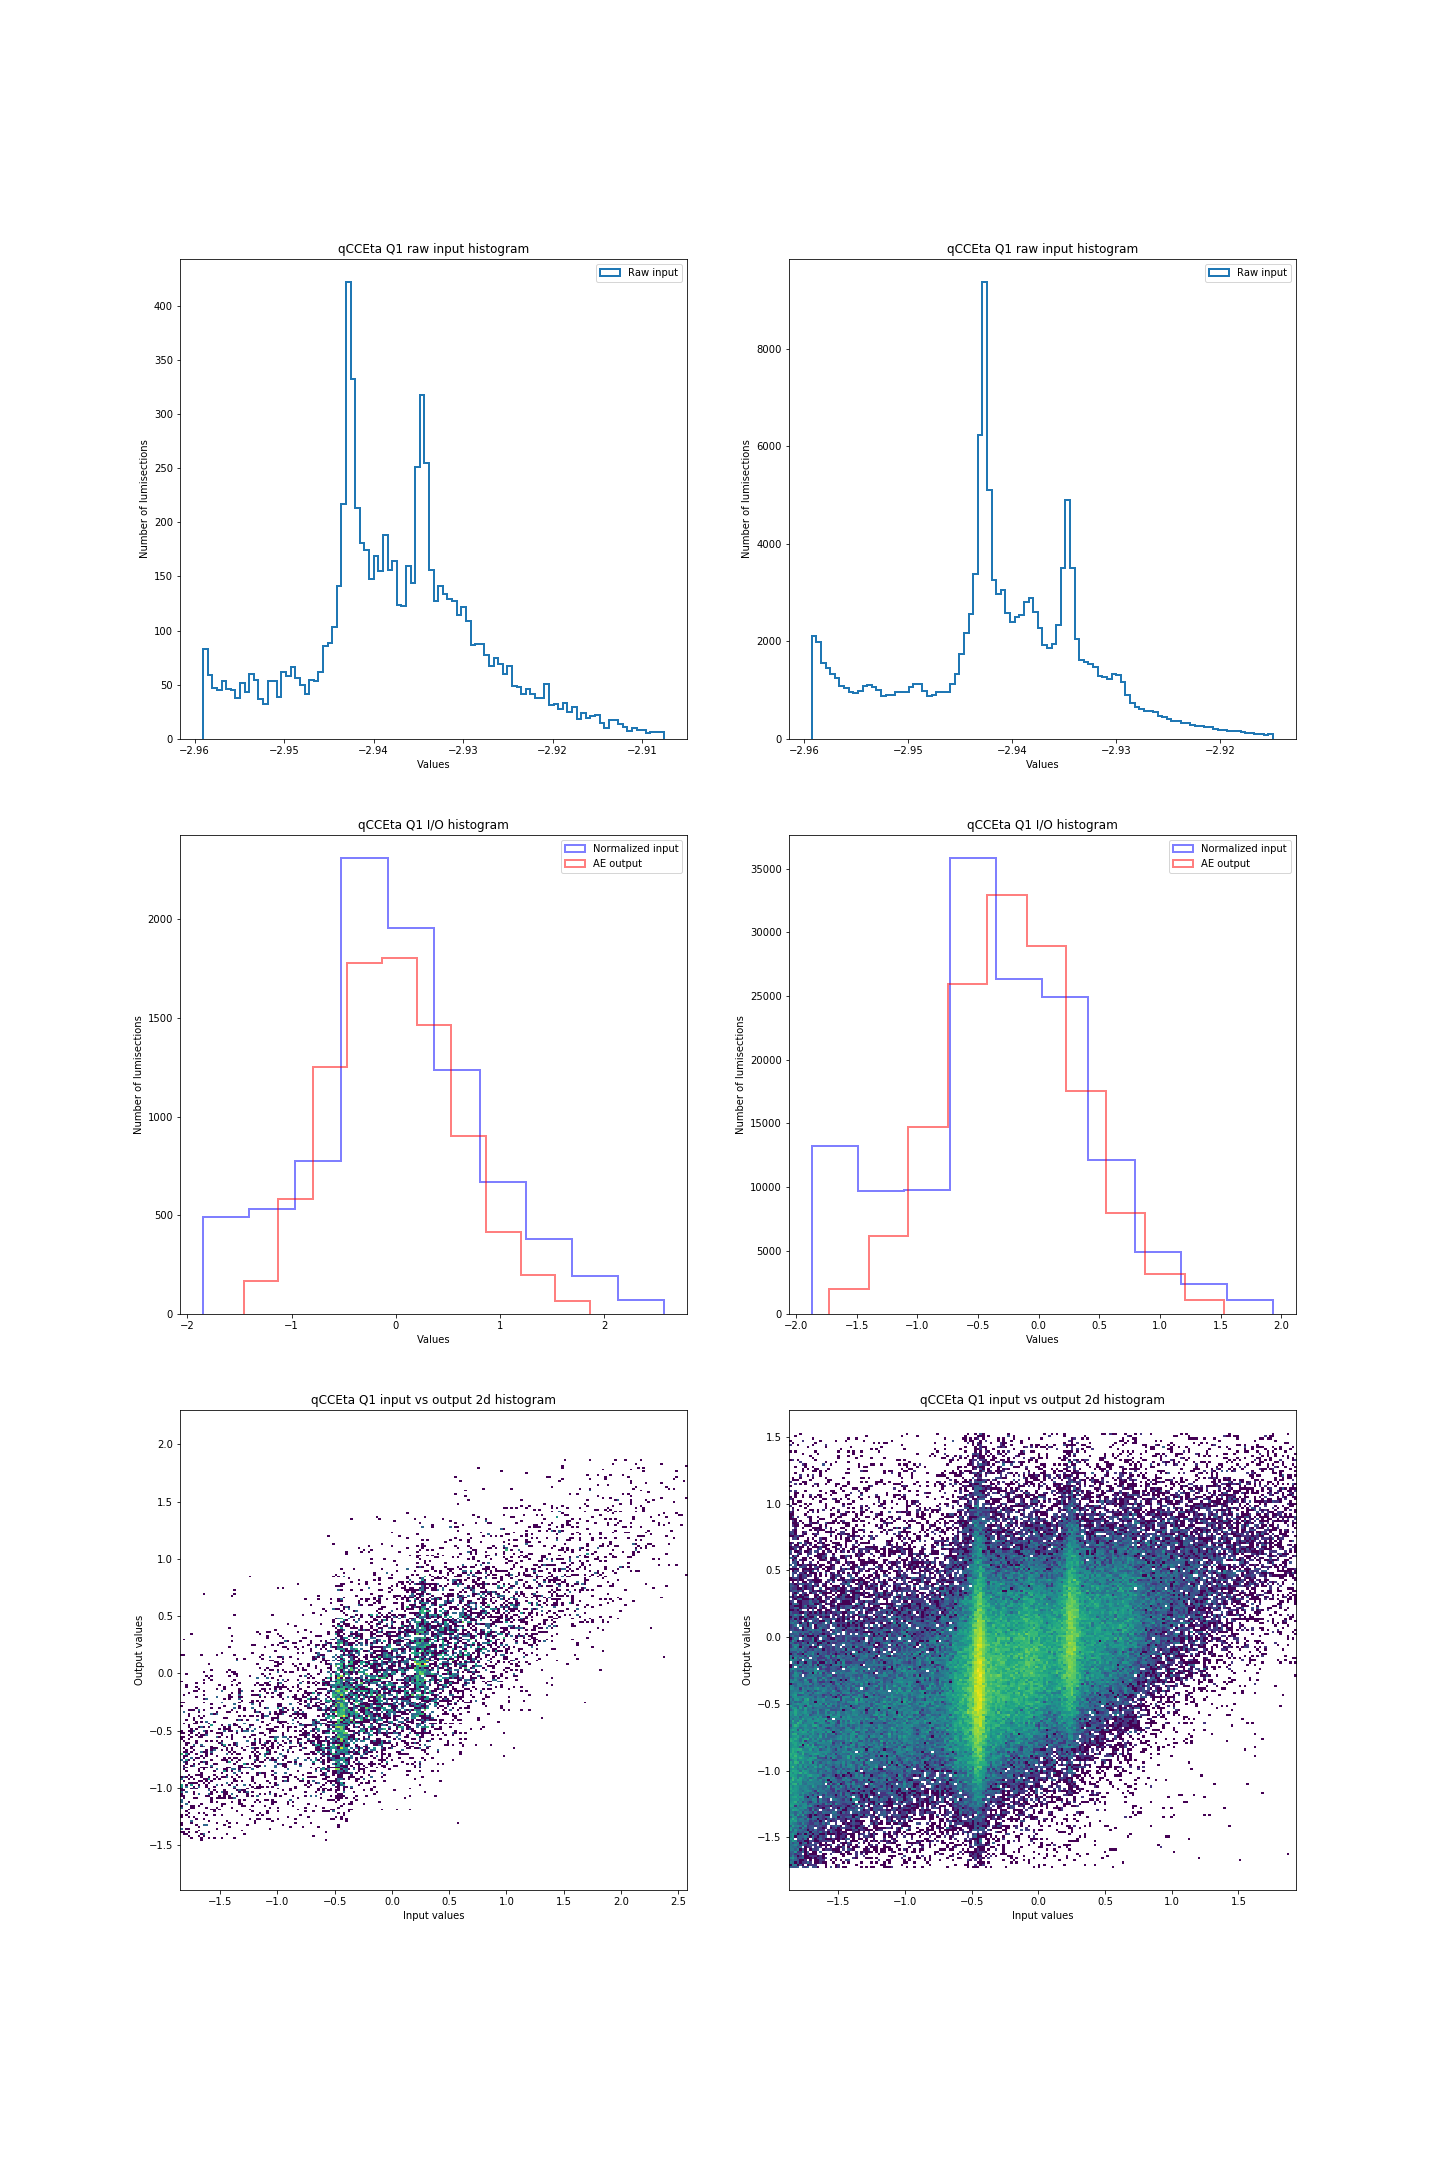 qCCEta Q1 raw input histogram
Raw input
Number of lumisections
400
350
300
250
200
150
100
50
0
−2.96 −2.95 −2.94 −2.93 −2.92 −2.91
Values
qCCEta Q1 raw input histogram
Raw input
Number of lumisections
8000
6000
4000
2000
0
−2.96 −2.95 −2.94 −2.93 −2.92
Values
qCCEta Q1 I/O histogram
Normalized input
AE output
Number of lumisections
2000
1500
1000
500
0
−2 −1 0 1 2
Values
qCCEta Q1 I/O histogram
Normalized input
AE output
Number of lumisections
35000
30000
25000
20000
15000
10000
5000
0
−2.0 −1.5 −1.0 −0.5 0.0 0.5 1.0 1.5 2.0
Values
qCCEta Q1 input vs output 2d histogram
Output values
2.0
1.5
1.0
0.5
0.0
−0.5
−1.0
−1.5
−1.5 −1.0 −0.5 0.0 0.5 1.0 1.5 2.0 2.5
Input values
qCCEta Q1 input vs output 2d histogram
Output values
1.5
1.0
0.5
0.0
−0.5
−1.0
−1.5
−1.5 −1.0 −0.5 0.0 0.5 1.0 1.5
Input values